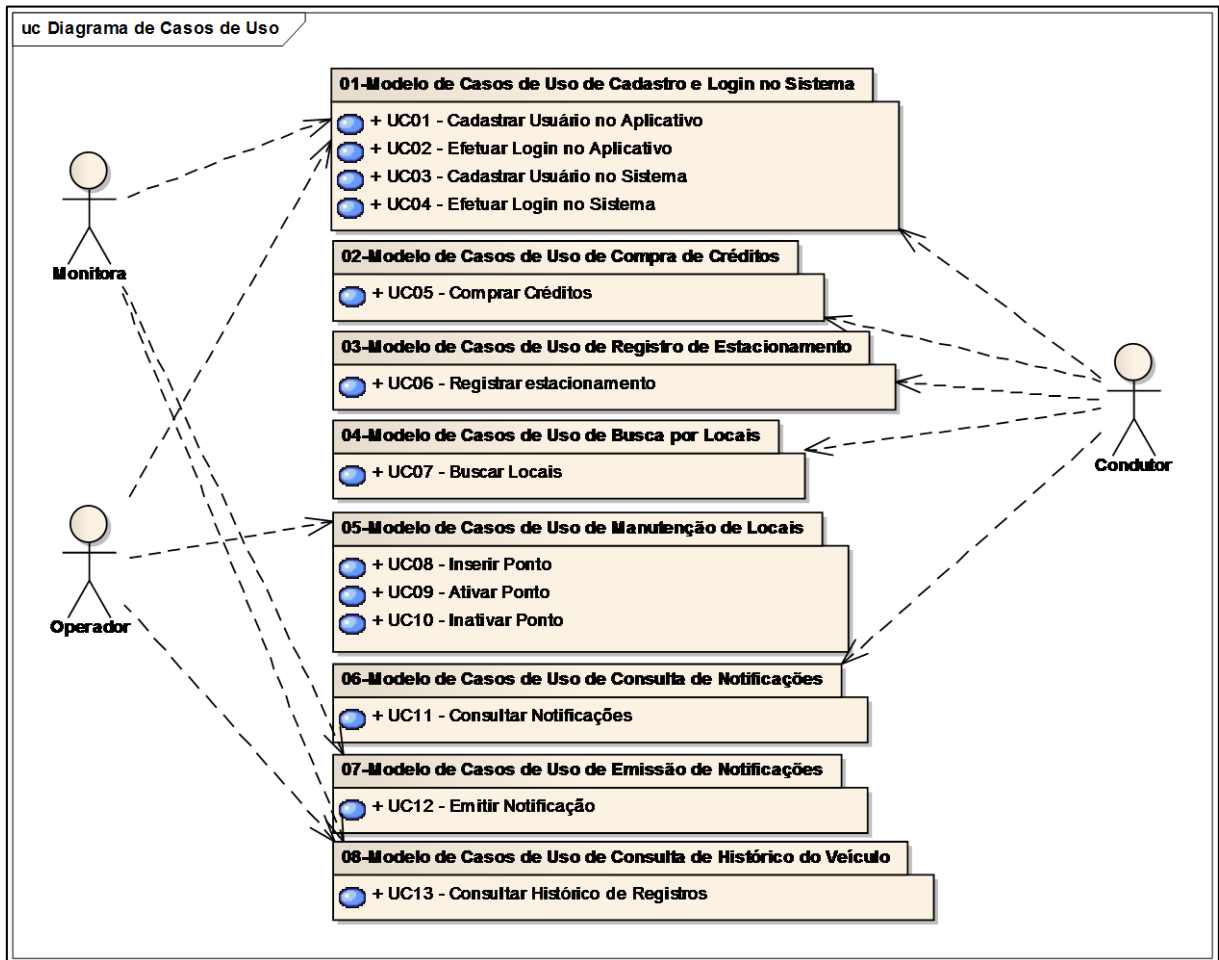 uc Diagrama de Casos de Uso
01-Modelo de Casos de Uso de Cadastro e Login no Sistema
+ UC01 - Cadastrar Usuário no Aplicativo
+ UC02 - Efetuar Login no Aplicativo
+ UC03 - Cadastrar Usuário no Sistema
+ UC04 - Efetuar Login no Sistema
Monitora
02-Modelo de Casos de Uso de Compra de Créditos
+ UC05 - Comprar Créditos
03-Modelo de Casos de Uso de Registro de Estacionamento
+ UC06 - Registrar estacionamento
04-Modelo de Casos de Uso de Busca por Locais
+ UC07 - Buscar Locais
Condutor
05-Modelo de Casos de Uso de Manutenção de Locais
+ UC08 - Inserir Ponto
+ UC09 - Ativar Ponto
+ UC10 - Inativar Ponto
Operador
06-Modelo de Casos de Uso de Consulta de Notificações
+ UC11 - Consultar Notificações
07-Modelo de Casos de Uso de Emissão de Notificações
+ UC12 - Emitir Notificação
08-Modelo de Casos de Uso de Consulta de Histórico do Veículo
+ UC13 - Consultar Histórico de Registros